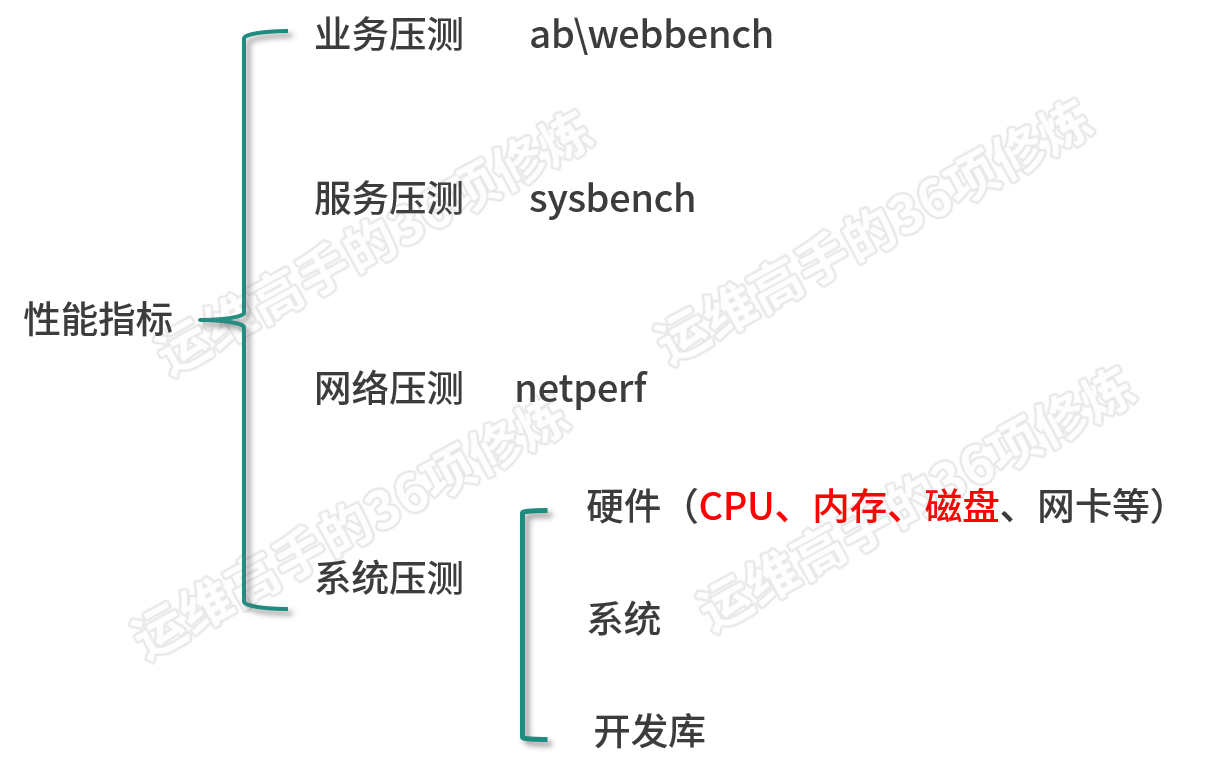 业务压测 ab\webbench
服务压测 sysbench
性能指标
网络压测 netperf
硬件（CPU、内存、磁盘、网卡等）
系统压测
系统
开发库
运维高手的36项修炼
运维高手的36项修炼
运维高手的36项修炼
运维高手的36项修炼